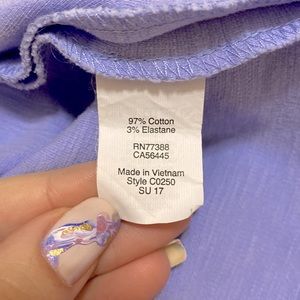 97% Cotton
3% Elastane
RN77388
CA56445
Made in Vietnam
Style C0250
SU 17